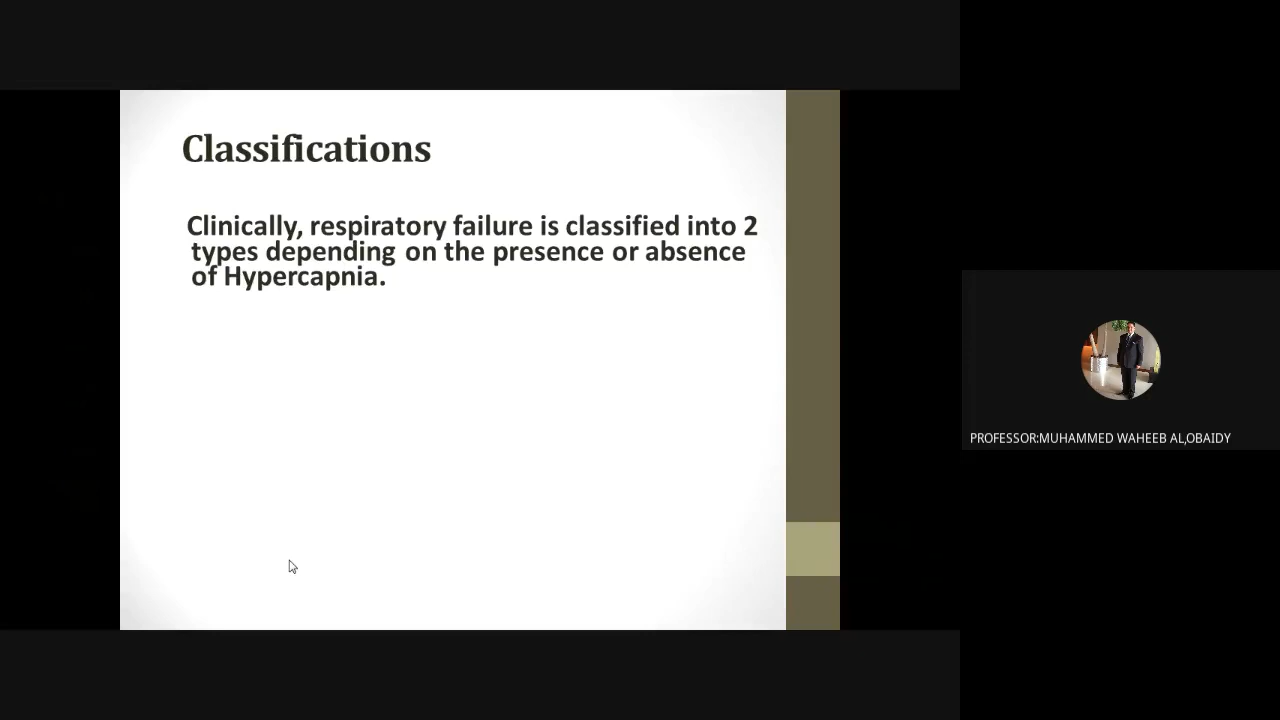 Classifications
Clinically, respiratory failure is classified into 2
types depending on the presence or absence
of Hypercapnia.
PROFESSOR:MUHAMMED WAHEEB AL,OBAIDY